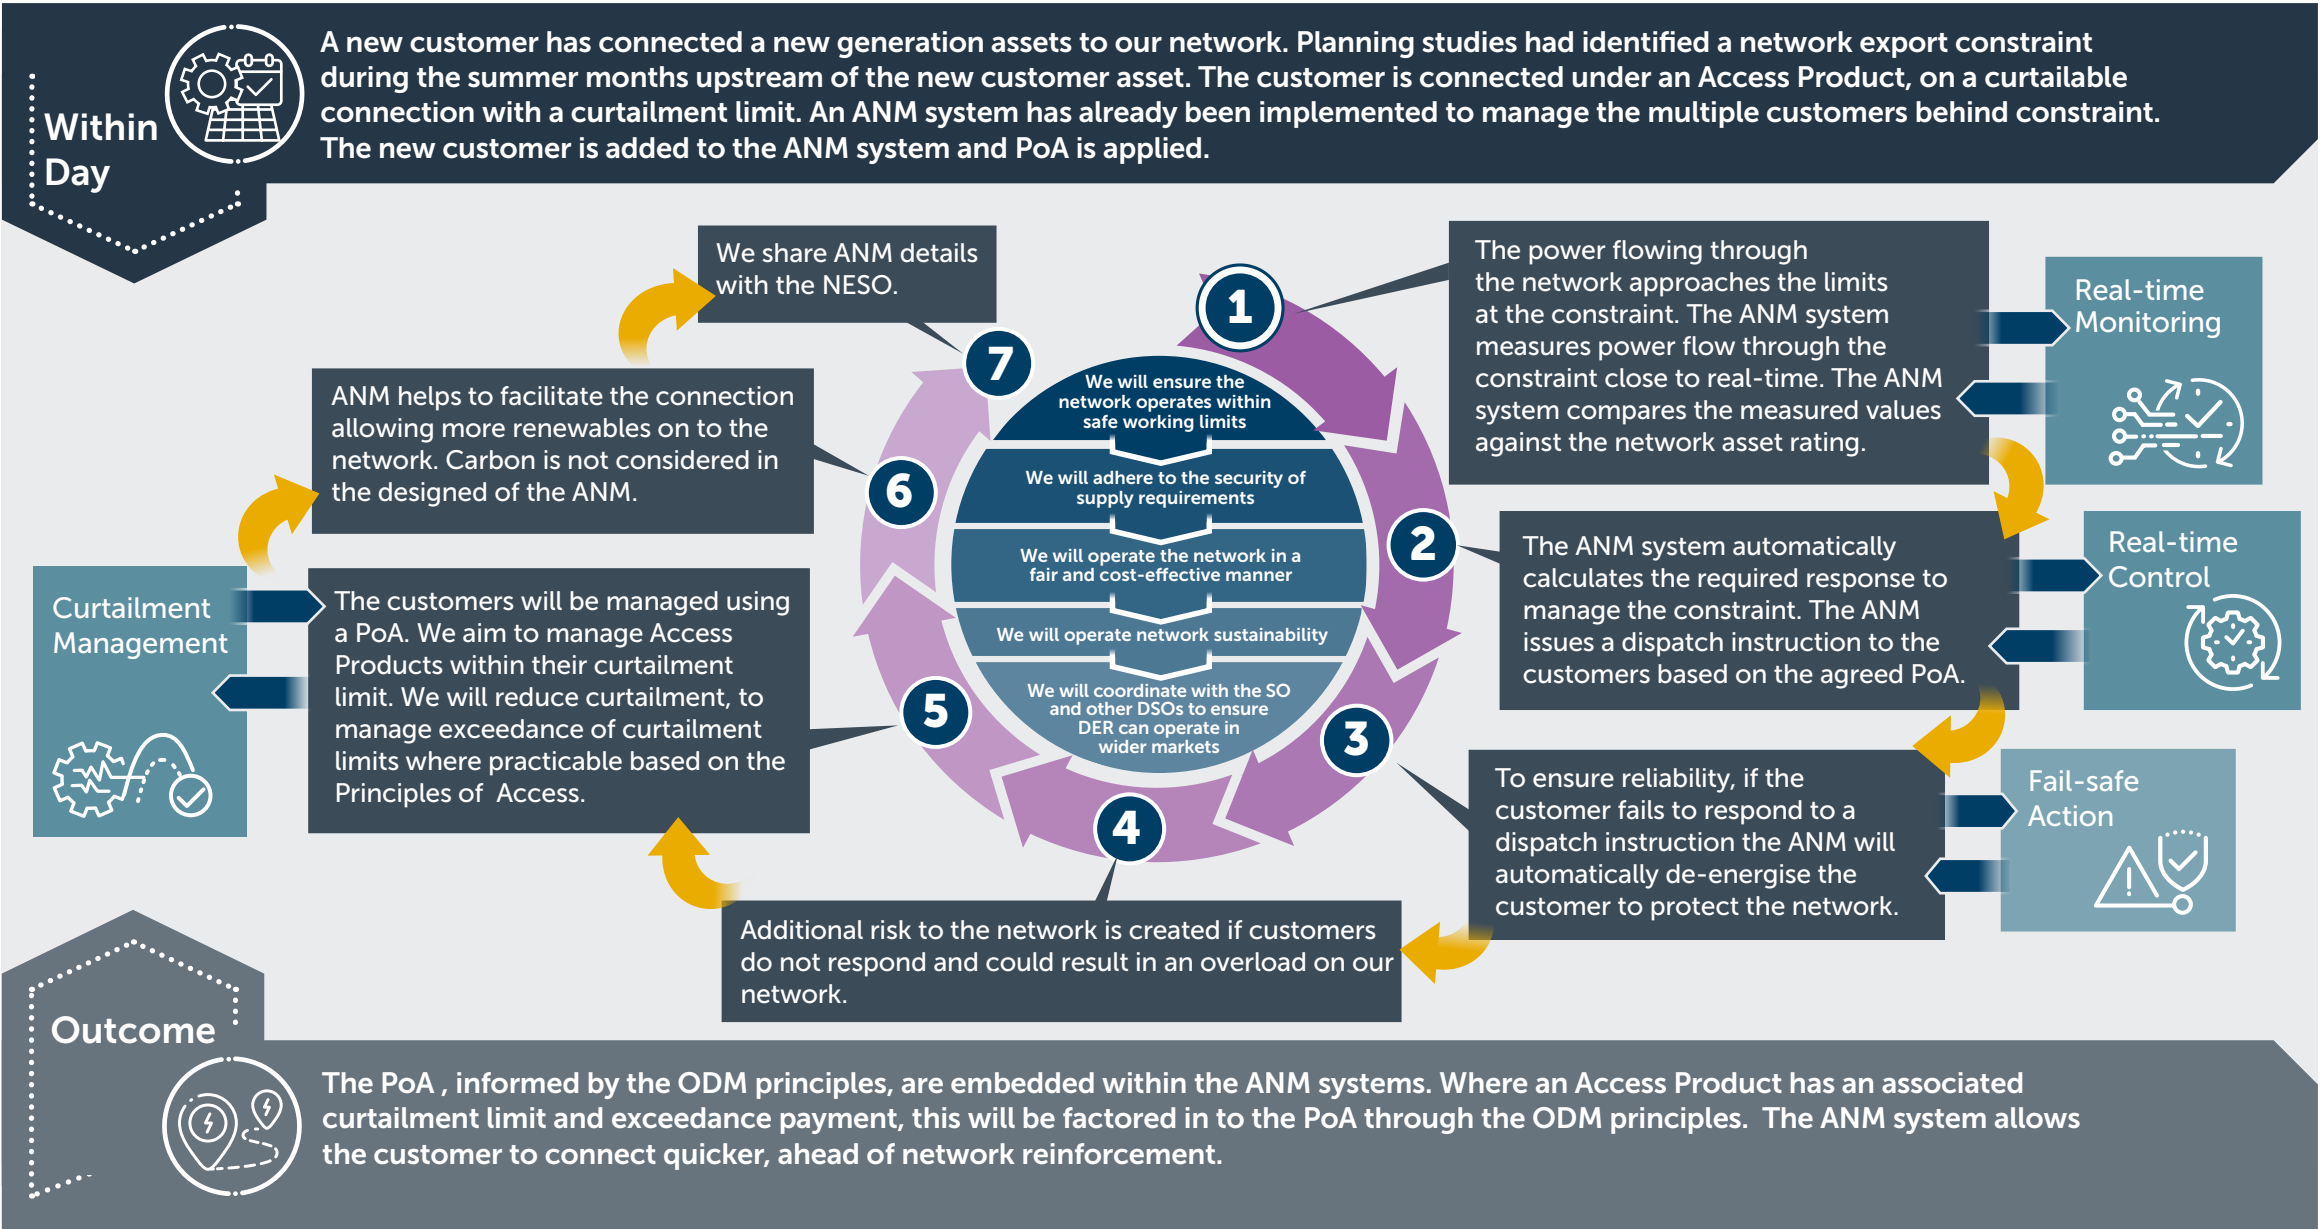 Within
Day
A new customer has connected a new generation assets to our network. Planning studies had identified a network export constraint
during the summer months upstream of the new customer asset. The customer is connected under an Access Product, on a curtailable
connection with a curtailment limit. An ANM system has already been implemented to manage the multiple customers behind constraint.
The new customer is added to the ANM system and PoA is applied.
1
The power flowing through
the network approaches the limits
at the constraint. The ANM system
measures power flow through the
constraint close to real-time. The ANM
system compares the measured values
against the network asset rating.
Real-time
Monitoring
2
The ANM system automatically
calculates the required response to
manage the constraint. The ANM
issues a dispatch instruction to the
customers based on the agreed PoA.
Real-time
Control
3
To ensure reliability, if the
customer fails to respond to a
dispatch instruction the ANM will
automatically de-energise the
customer to protect the network.
Fail-safe
Action
4
Additional risk to the network is created if customers
do not respond and could result in an overload on our
network.
5
The customers will be managed using
a PoA. We aim to manage Access
Products within their curtailment
limit. We will reduce curtailment, to
manage exceedance of curtailment
limits where practicable based on the
Principles of  Access.
Curtailment
Management
6
ANM helps to facilitate the connection
allowing more renewables on to the
network. Carbon is not considered in
the designed of the ANM.
7
We share ANM details
with the NESO.
We will ensure the
network operates within
safe working limits
We will adhere to the security of
supply requirements
We will operate the network in a
fair and cost-effective manner
We will operate network sustainability
We will coordinate with the SO
and other DSOs to ensure
DER can operate in
wider markets
Outcome
The PoA , informed by the ODM principles, are embedded within the ANM systems. Where an Access Product has an associated
curtailment limit and exceedance payment, this will be factored in to the PoA through the ODM principles.  The ANM system allows
the customer to connect quicker, ahead of network reinforcement.